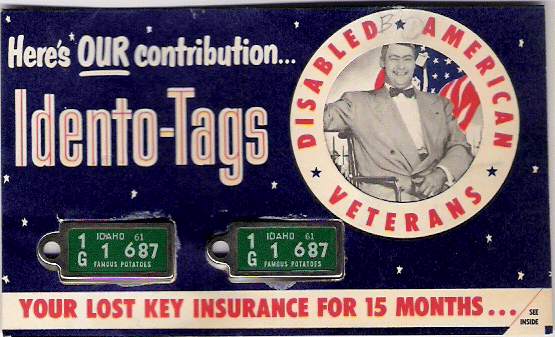 Here's OUR contribution...
Idento-Tags
DISABLED AMERICAN
VETERANS
IDAHO 61
1 G 1 687
FAMOUS POTATOES
IDAHO 61
1 G 1 687
FAMOUS POTATOES
YOUR LOST KEY INSURANCE FOR 15 MONTHS...
SEE
INSIDE